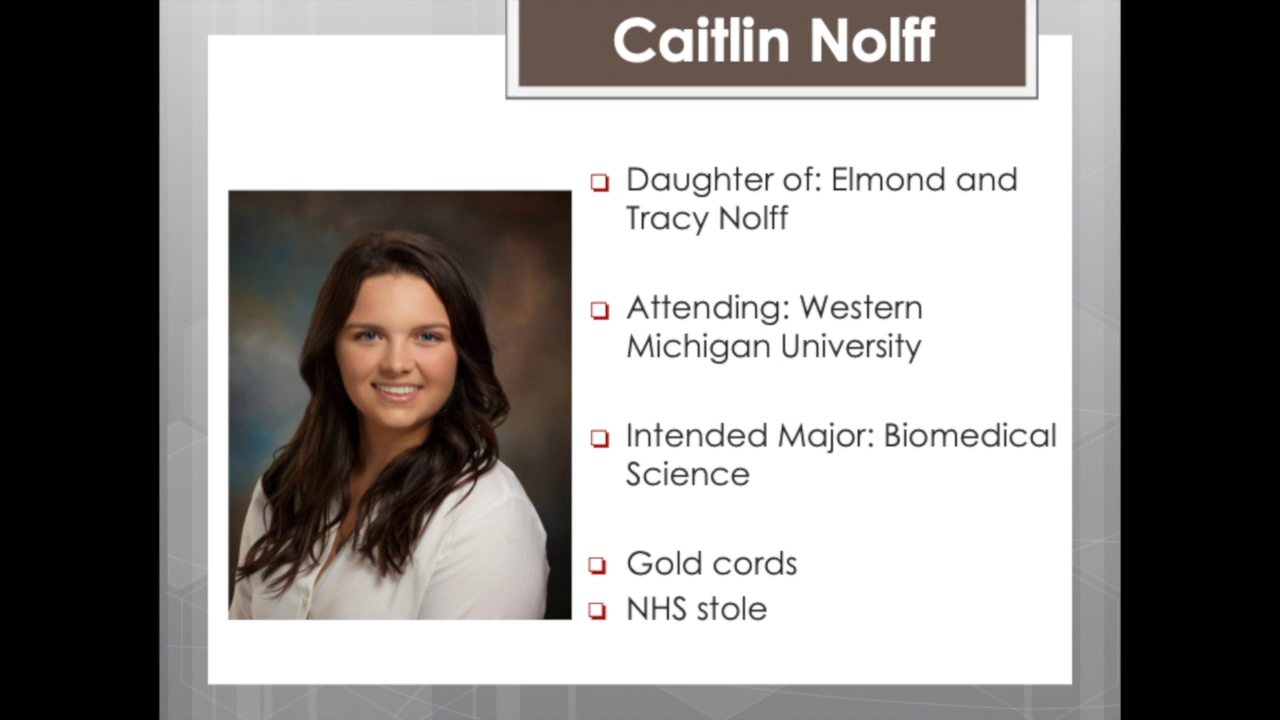 Caitlin Nolff
Daughter of: Elmond and
Tracy Nolff
Attending: Western
Michigan University
Intended Major: Biomedical
Science
Gold cords
NHS stole